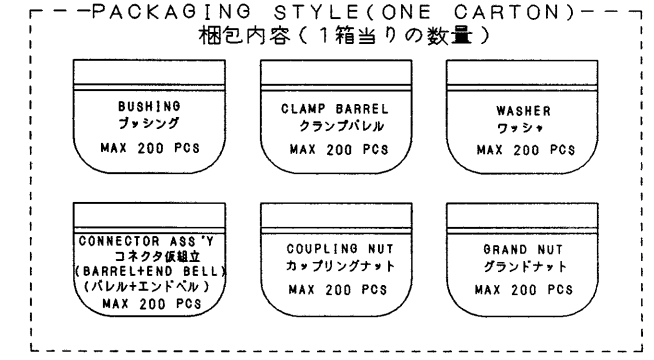 PACKAGING STYLE(ONE CARTON)
梱包内容(1箱当りの数量)
BUSHING
ブッシング
MAX 200 PCS
CLAMP BARREL
クランプバレル
MAX 200 PCS
WASHER
ワッシャ
MAX 200 PCS
CONNECTOR ASS'Y
コネクタ仮組立
(BARREL+END BELL)
(バレル+エンドベル)
MAX 200 PCS
COUPLING NUT
カップリングナット
MAX 200 PCS
GRAND NUT
グランドナット
MAX 200 PCS